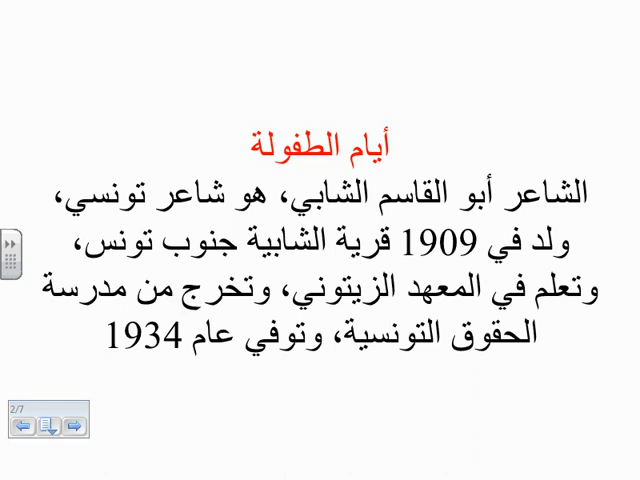 أيام الطفولة
الشاعر أبو القاسم الشابي، هو شاعر تونسي،
ولد في 1909 قرية الشابية جنوب تونس،
وتعلم في المعهد الزيتوني، وتخرج من مدرسة
الحقوق التونسية، وتوفي عام 1934
2/7